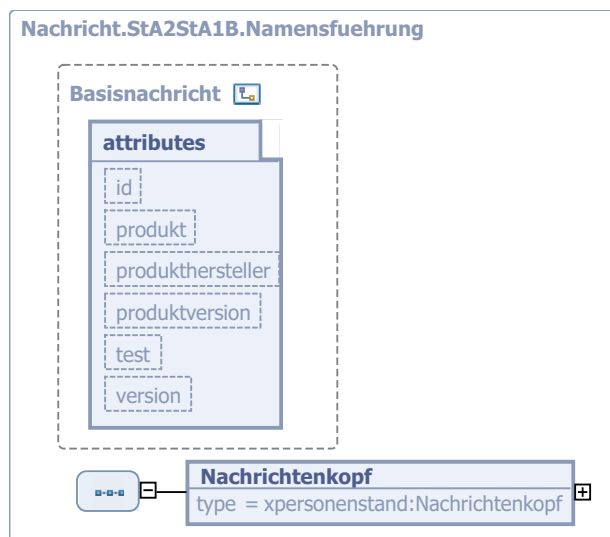 Nachricht.StA2StA1B.Namensfuehrung
Basisnachricht
attributes
id
produkt
produkthersteller
produktversion
test
version
Nachrichtenkopf
type = xpersonenstand:Nachrichtenkopf